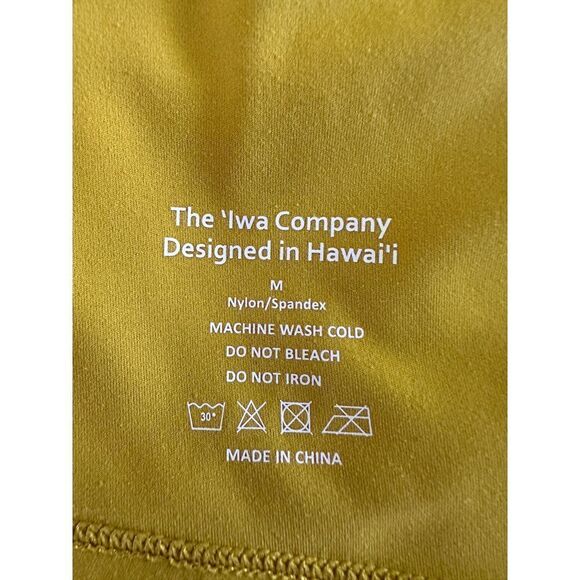 The 'Iwa Company
Designed in Hawai'i
M
Nylon/Spandex
MACHINE WASH COLD
DO NOT BLEACH
DO NOT IRON
30°
MADE IN CHINA